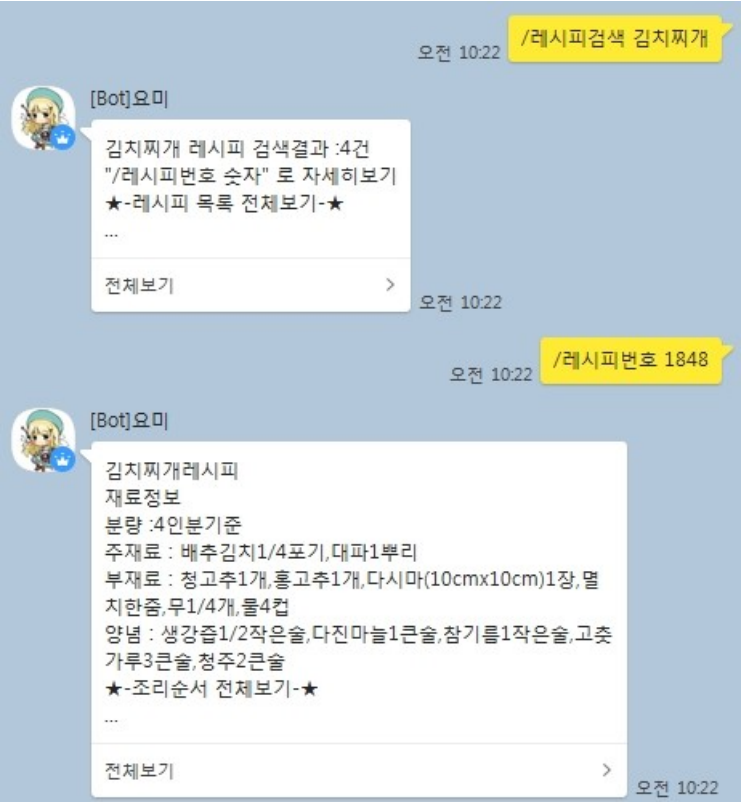 /레시피검색 김치찌개
오전 10:22
[Bot]요미
김치찌개 레시피 검색결과 :4건
"/레시피번호 숫자" 로 자세히보기
★-레시피 목록 전체보기-★
...
전체보기
오전 10:22
/레시피번호 1848
오전 10:22
[Bot]요미
김치찌개레시피
재료정보
분량 :4인분기준
주재료 : 배추김치1/4포기,대파1뿌리
부재료 : 청고추1개,홍고추1개,다시마(10cmx10cm)1장,멸
치한줌,무1/4개,물4컵
양념 : 생강즙1/2작은술,다진마늘1큰술,참기름1작은술,고춧
가루3큰술,청주2큰술
★-조리순서 전체보기-★
...
전체보기
오전 10:22